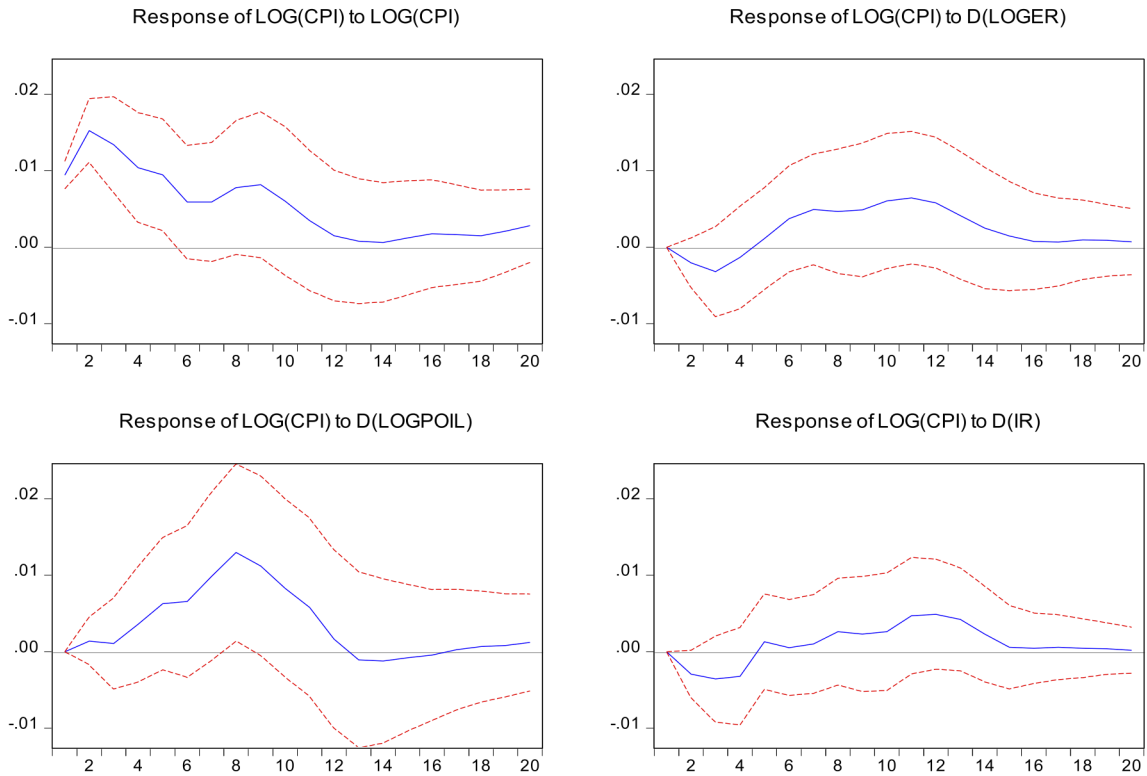 Response of LOG(CPI) to LOG(CPI)
.02
.01
.00
-.01
2 4 6 8 10 12 14 16 18 20
Response of LOG(CPI) to D(LOGER)
.02
.01
.00
-.01
2 4 6 8 10 12 14 16 18 20
Response of LOG(CPI) to D(LOGPOIL)
.02
.01
.00
-.01
2 4 6 8 10 12 14 16 18 20
Response of LOG(CPI) to D(IR)
.02
.01
.00
-.01
2 4 6 8 10 12 14 16 18 20